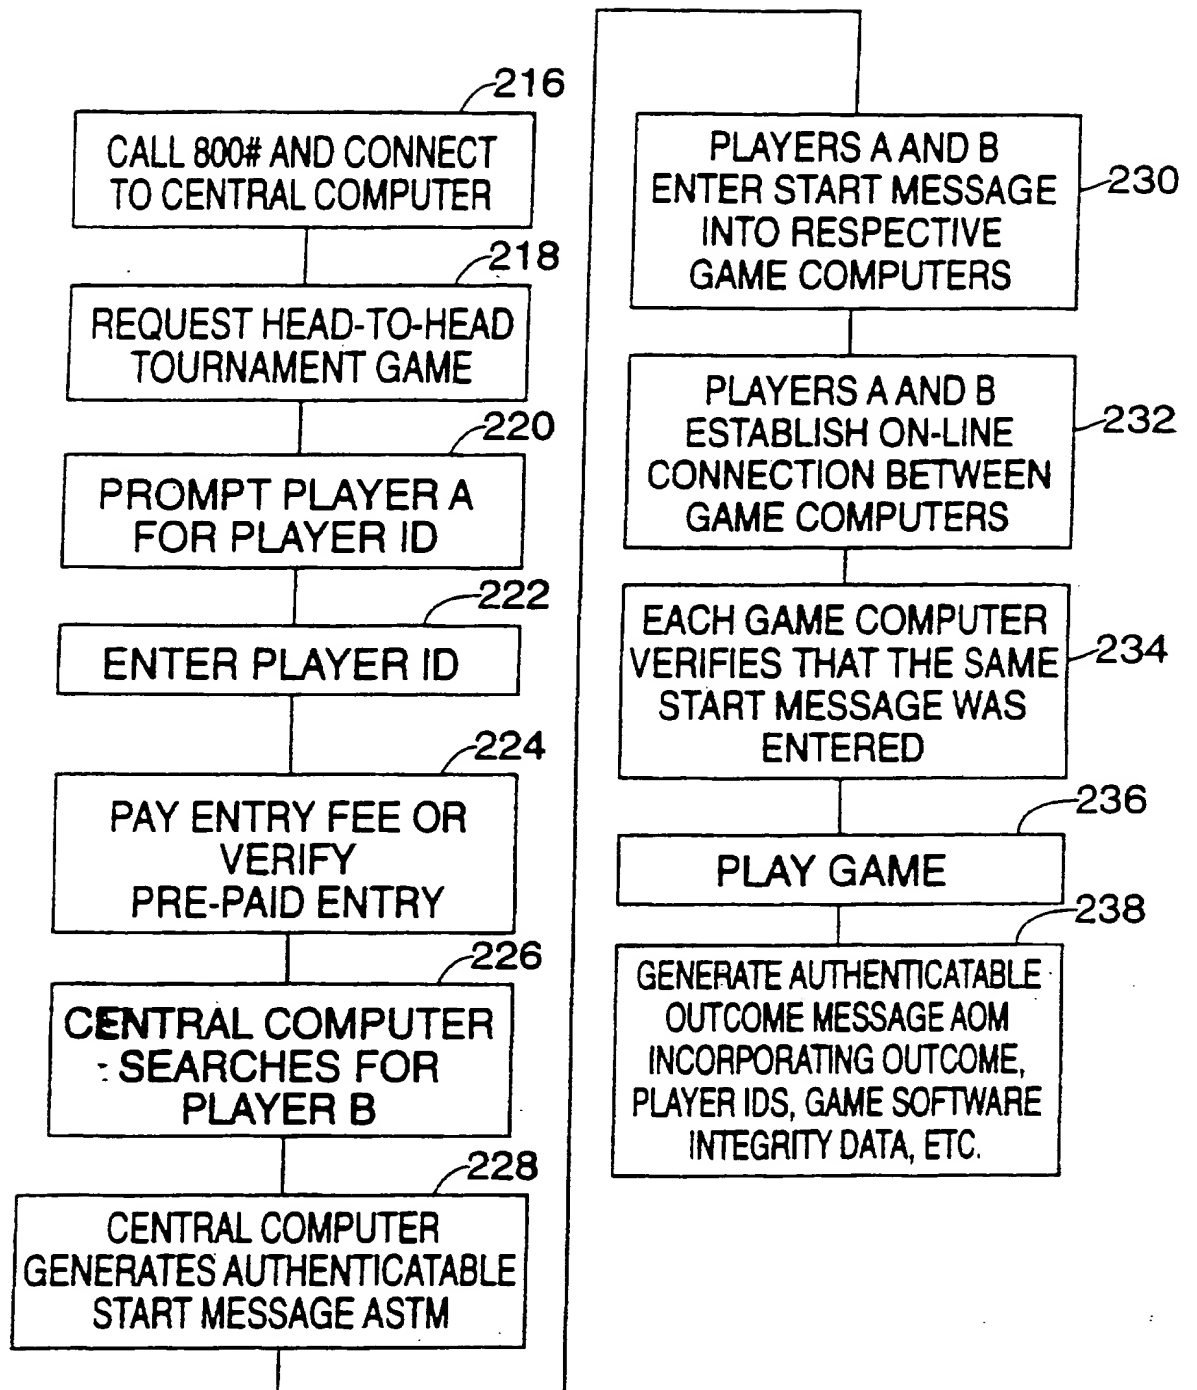 216
CALL 800# AND CONNECT
TO CENTRAL COMPUTER
218
REQUEST HEAD-TO-HEAD
TOURNAMENT GAME
220
PROMPT PLAYER A
FOR PLAYER ID
222
ENTER PLAYER ID
224
PAY ENTRY FEE OR
VERIFY
PRE-PAID ENTRY
226
CENTRAL COMPUTER
SEARCHES FOR
PLAYER B
228
CENTRAL COMPUTER
GENERATES AUTHENTICATABLE
START MESSAGE ASTM
PLAYERS A AND B
ENTER START MESSAGE
INTO RESPECTIVE
GAME COMPUTERS
230
PLAYERS A AND B
ESTABLISH ON-LINE
CONNECTION BETWEEN
GAME COMPUTERS
232
EACH GAME COMPUTER
VERIFIES THAT THE SAME
START MESSAGE WAS
ENTERED
234
236
PLAY GAME
238
GENERATE AUTHENTICATABLE
OUTCOME MESSAGE AOM
INCORPORATING OUTCOME,
PLAYER IDS, GAME SOFTWARE
INTEGRITY DATA, ETC.